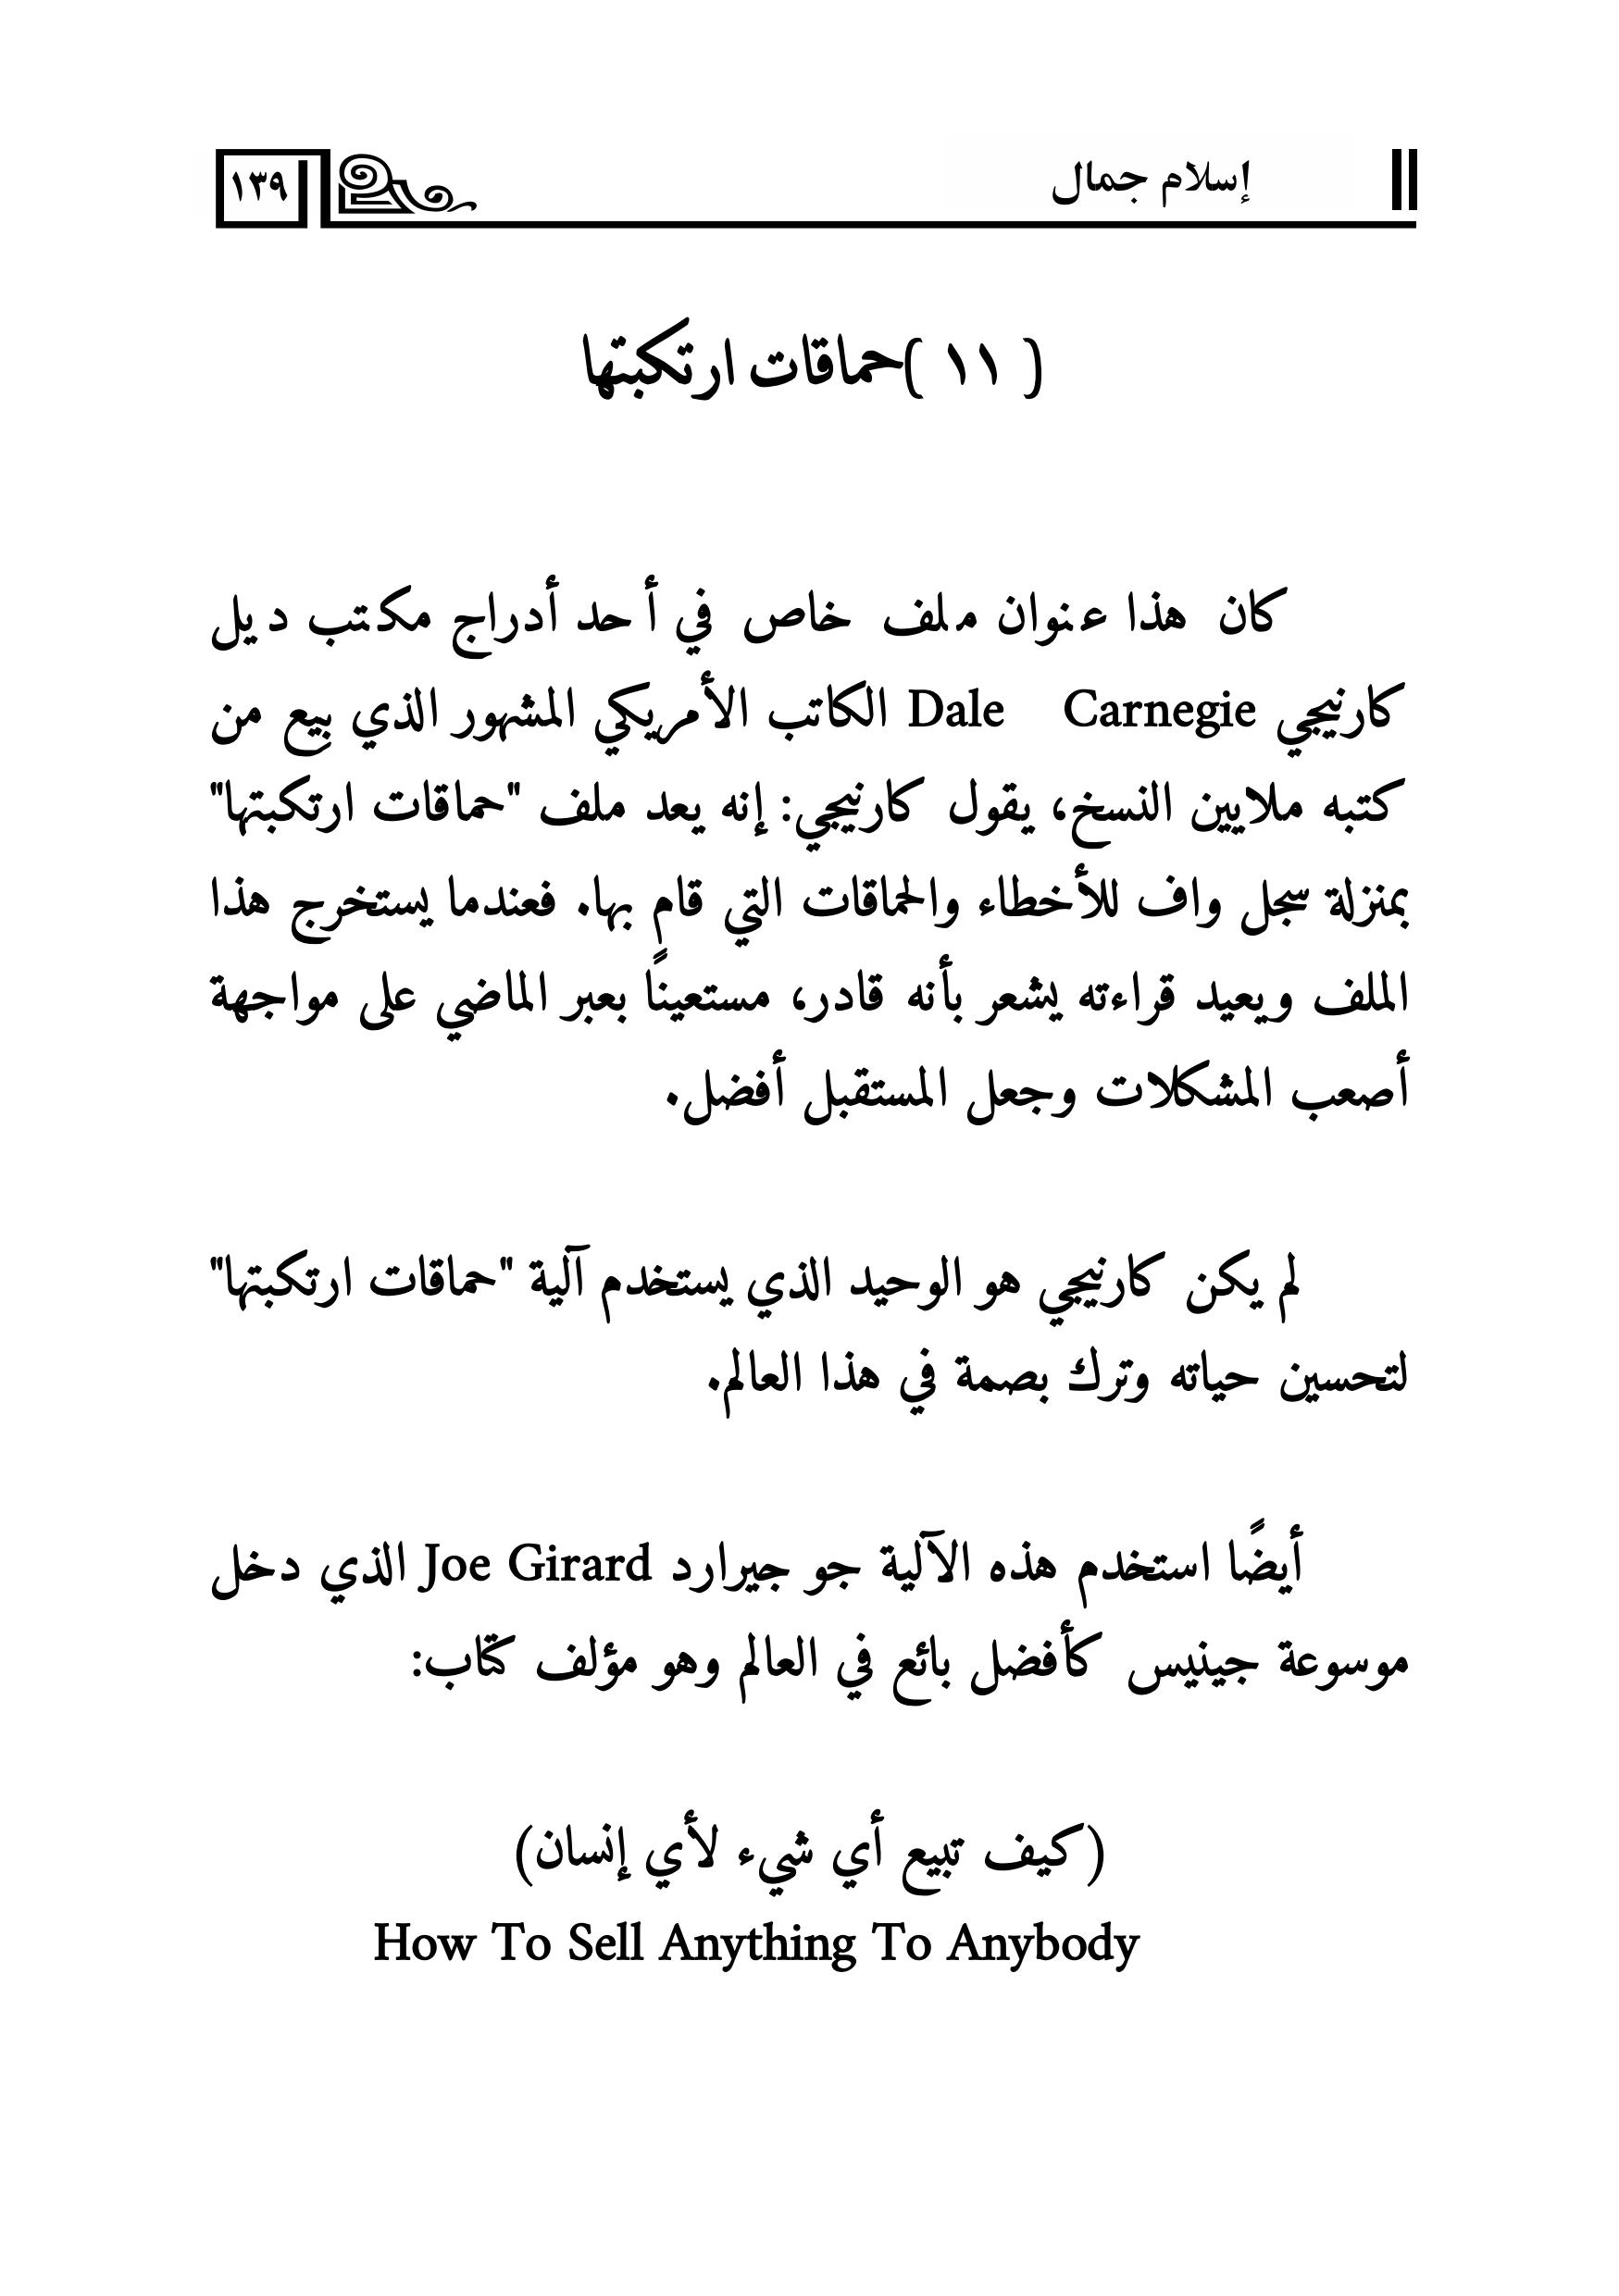 إسلام جمال
١٣٩
( ١١ )حماقات ارتكبتها
كان هذا عنوان ملف خاص في أحد أدراج مكتب ديل
كارنيجي Dale Carnegie الكاتب الأمريكي المشهور الذي بيع من
كتبه ملايين النسخ، يقول كارنيجي: إنه يعد ملف "حماقات ارتكبتها"
بمنزلة سجل واف للأخطاء والحماقات التي قام بها. فعندما يستخرج هذا
الملف ويعيد قراءته يشعر بأنه قادر، مستعينًا بعبر الماضي على مواجهة
أصعب المشكلات وجعل المستقبل أفضل.
لم يكن كارنيجي هو الوحيد الذي يستخدم آلية "حماقات ارتكبتها"
لتحسين حياته وترك بصمة في هذا العالم.
أيضًا استخدم هذه الآلية جو جيرارد Joe Girard الذي دخل
موسوعة جينيس كأفضل بائع في العالم وهو مؤلف كتاب:
(كيف تبيع أي شيء لأي إنسان)
How To Sell Anything To Anybody